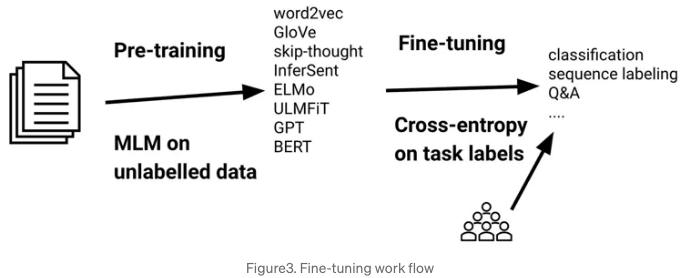 Pre-training
MLM on
unlabelled data
word2vec
GloVe
skip-thought
InferSent
ELMo
ULMFiT
GPT
BERT
Fine-tuning
Cross-entropy
on task labels
classification
sequence labeling
Q&A
....
Figure3. Fine-tuning work flow